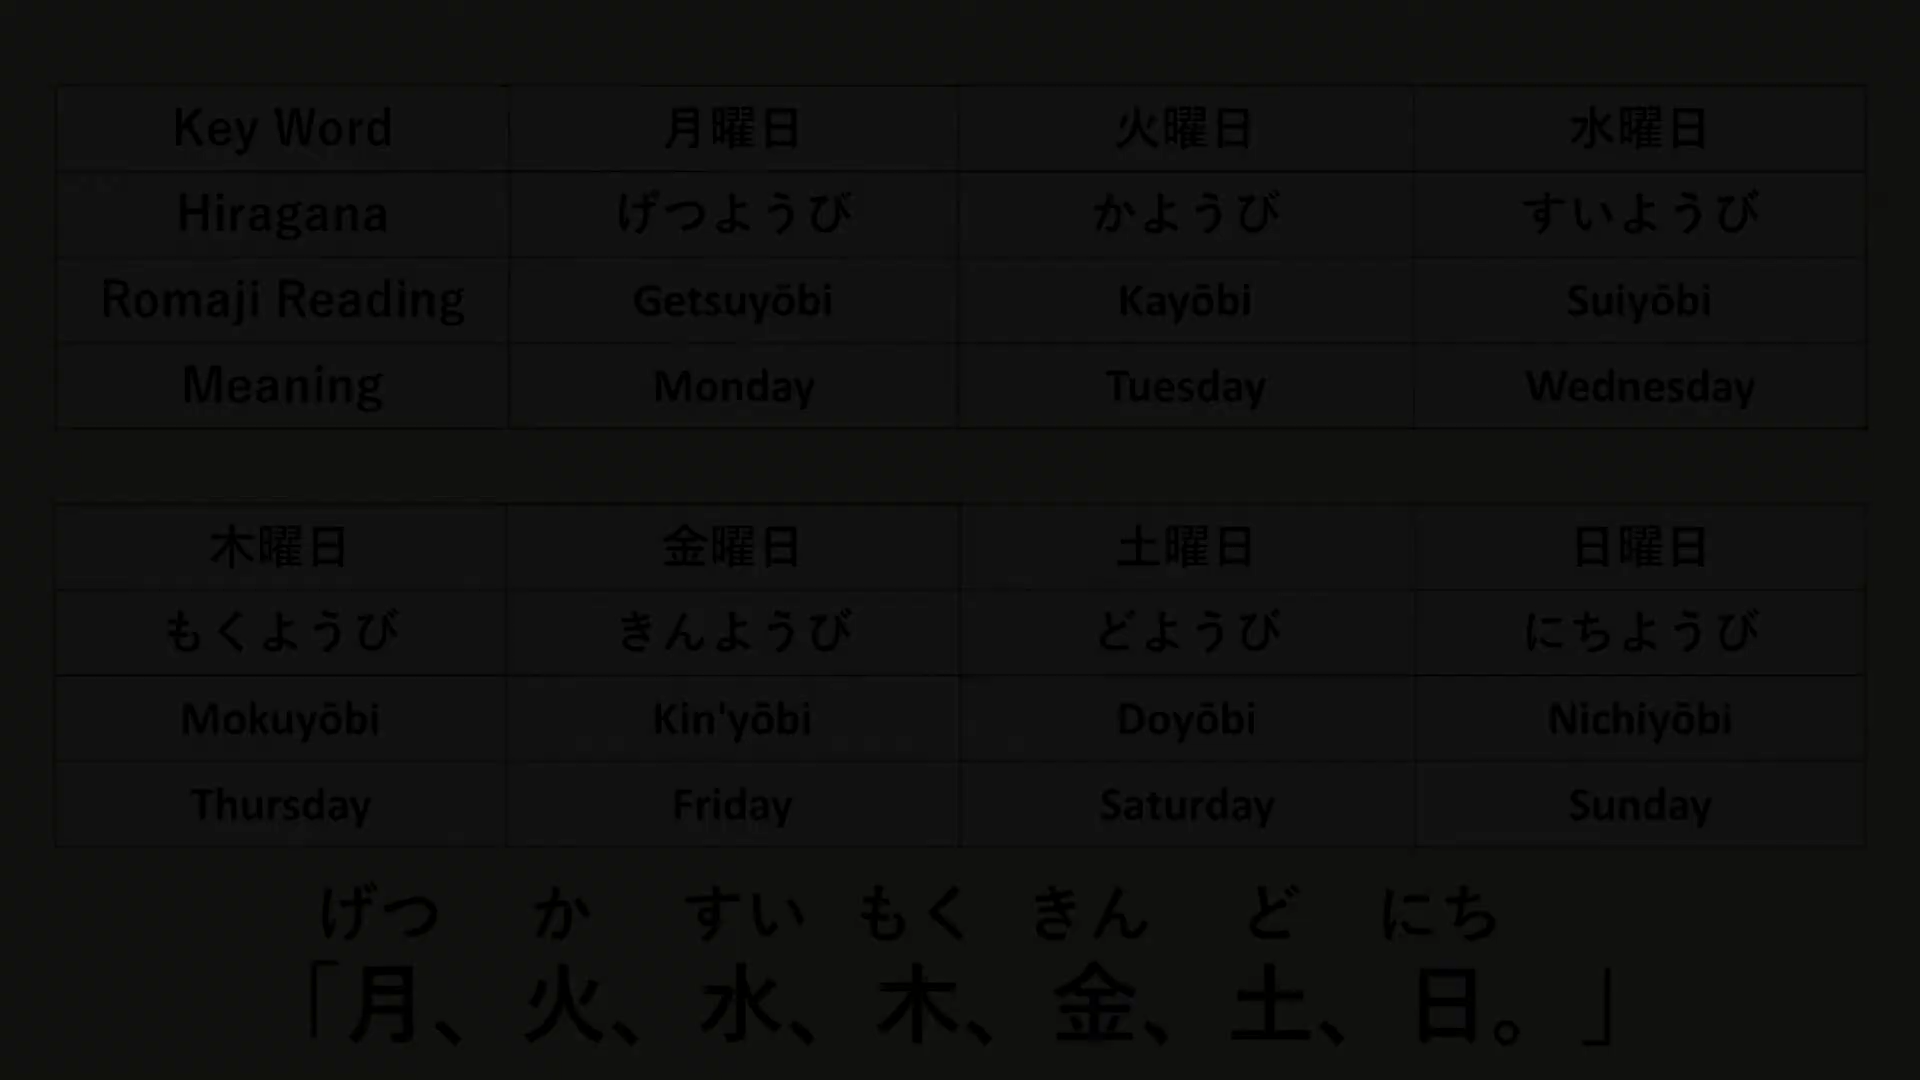 Key Word 月曜日 火曜日 水曜日
Hiragana げつようび かようび すいようび
Romaji Reading Getsuyōbi Kayōbi Suiyōbi
Meaning Monday Tuesday Wednesday
木曜日 金曜日 土曜日 日曜日
もくようび きんようび どようび にちようび
Mokuyōbi Kin'yōbi Doyōbi Nichiyōbi
Thursday Friday Saturday Sunday
げつ か すい もく きん ど にち
「月、火、水、木、金、土、日。」